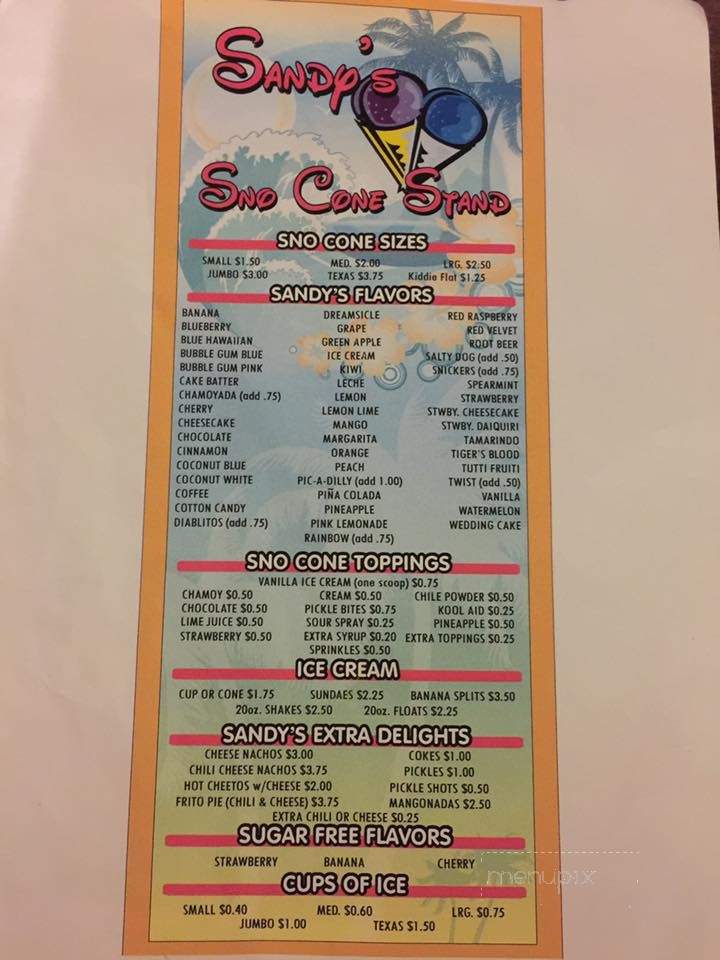 SANDY'S
SNO CONE STAND
SNO CONE SIZES
SMALL $1.50 MED. $2.00 LRG. $2.50
JUMBO $3.00 TEXAS $3.75 Kiddie Flat $1.25
SANDY'S FLAVORS
BANANA DREAMSICLE RED RASPBERRY
BLUEBERRY GRAPE RED VELVET
BLUE HAWAIIAN GREEN APPLE ROOT BEER
BUBBLE GUM BLUE ICE CREAM SALTY DOG (add .50)
BUBBLE GUM PINK KIWI SNICKERS (add .75)
CAKE BATTER LECHE SPEARMINT
CHAMOYADA (add .75) LEMON STRAWBERRY
CHERRY LEMON LIME STWBY. CHEESECAKE
CHEESECAKE MANGO STWBY. DAIQUIRI
CHOCOLATE MARGARITA TAMARINDO
CINNAMON ORANGE TIGER'S BLOOD
COCONUT BLUE PEACH TUTTI FRUITI
COCONUT WHITE PIC-A-DILLY (add 1.00) TWIST (add .50)
COFFEE PIÑA COLADA VANILLA
COTTON CANDY PINEAPPLE WATERMELON
DIABLITOS (add .75) PINK LEMONADE WEDDING CAKE
RAINBOW (add .75)
SNO CONE TOPPINGS
VANILLA ICE CREAM (one scoop) $0.75
CHAMOY $0.50 CREAM $0.50 CHILE POWDER $0.50
CHOCOLATE $0.50 PICKLE BITES $0.75 KOOL AID $0.25
LIME JUICE $0.50 SOUR SPRAY $0.25 PINEAPPLE $0.50
STRAWBERRY $0.50 EXTRA SYRUP $0.20 EXTRA TOPPINGS $0.25
SPRINKLES $0.50
ICE CREAM
CUP OR CONE $1.75 SUNDAES $2.25 BANANA SPLITS $3.50
20oz. SHAKES $2.50 20oz. FLOATS $2.25
SANDY'S EXTRA DELIGHTS
CHEESE NACHOS $3.00 COKES $1.00
CHILI CHEESE NACHOS $3.75 PICKLES $1.00
HOT CHEETOS w/CHEESE $2.00 PICKLE SHOTS $0.50
FRITO PIE (CHILI & CHEESE) $3.75 MANGONADAS $2.50
EXTRA CHILI OR CHEESE $0.25
SUGAR FREE FLAVORS
STRAWBERRY BANANA CHERRY
menupix
CUPS OF ICE
SMALL $0.40 MED. $0.60 LRG. $0.75
JUMBO $1.00 TEXAS $1.50